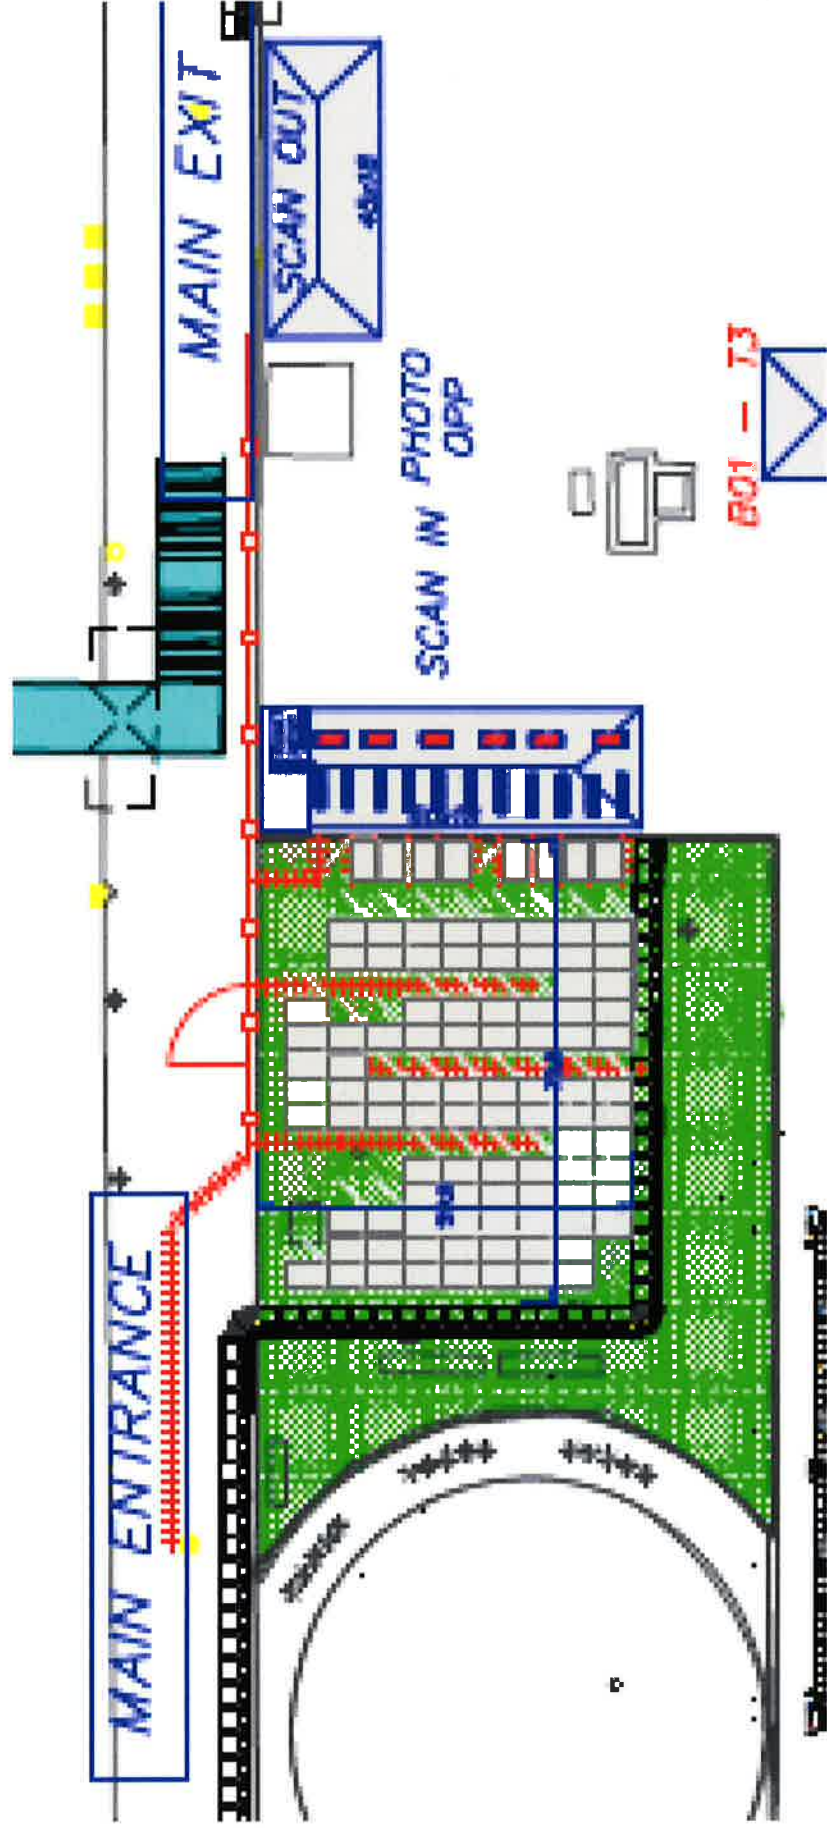 MAIN EXIT
SCAN OUT
SCAN IN PHOTO
OPP
B01 - T3
MAIN ENTRANCE